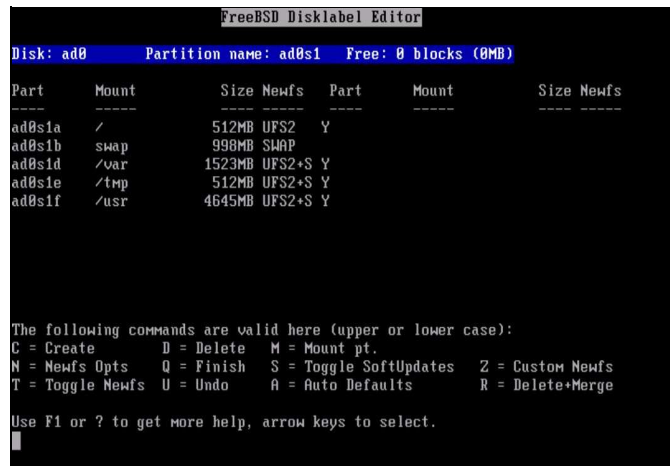 FreeBSD Disklabel Editor
Disk: ad0 Partition name: ad0s1 Free: 0 blocks (0MB)
Part Mount Size Newfs Part Mount Size Newfs
---- ----- ---- ----- ---- ----- ---- -----
ad0s1a / 512MB UFS2 Y
ad0s1b swap 998MB SWAP
ad0s1d /var 1523MB UFS2+S Y
ad0s1e /tmp 512MB UFS2+S Y
ad0s1f /usr 4645MB UFS2+S Y
The following commands are valid here (upper or lower case):
C = Create D = Delete M = Mount pt.
N = Newfs Opts Q = Finish S = Toggle SoftUpdates Z = Custom Newfs
T = Toggle Newfs U = Undo A = Auto Defaults R = Delete+Merge
Use F1 or ? to get more help, arrow keys to select.